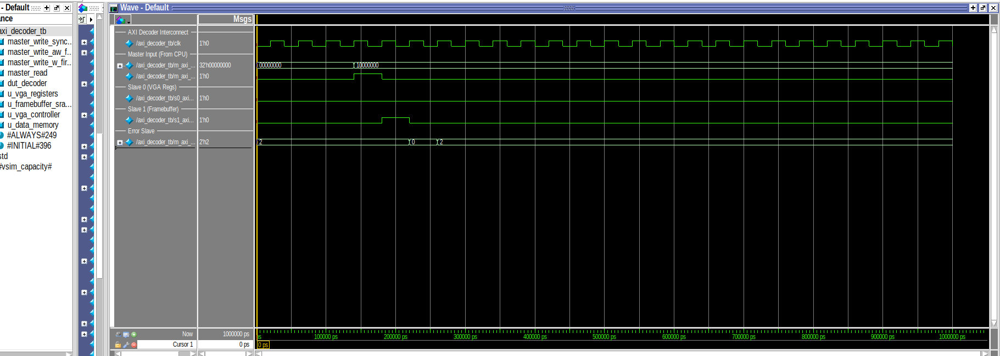 - Default
Wave - Default
nce
Msgs
axi_decoder_tb
master_write_sync...
master_write_aw_f...
master_write_w_fir...
master_read
dut_decoder
u_vga_registers
u_framebuffer_sra...
u_vga_controller
u_data_memory
#ALWAYS#249
#INITIAL#396
std
#vsim_capacity#
AXI Decoder Interconnect
/axi_decoder_tb/clk 1'h0
Master Input (From CPU)
/axi_decoder_tb/m_axi_... 32'h00000000 00000000 10000000
/axi_decoder_tb/m_axi_... 1'h0
Slave 0 (VGA Regs)
/axi_decoder_tb/s0_axi... 1'h0
Slave 1 (Framebuffer)
/axi_decoder_tb/s1_axi... 1'h0
Error Slave
/axi_decoder_tb/m_axi_... 2'h2 2 0 2
Now 1000000 ps ps 100000 ps 200000 ps 300000 ps 400000 ps 500000 ps 600000 ps 700000 ps 800000 ps 900000 ps 1000000 ps
Cursor 1 0 ps 0 ps